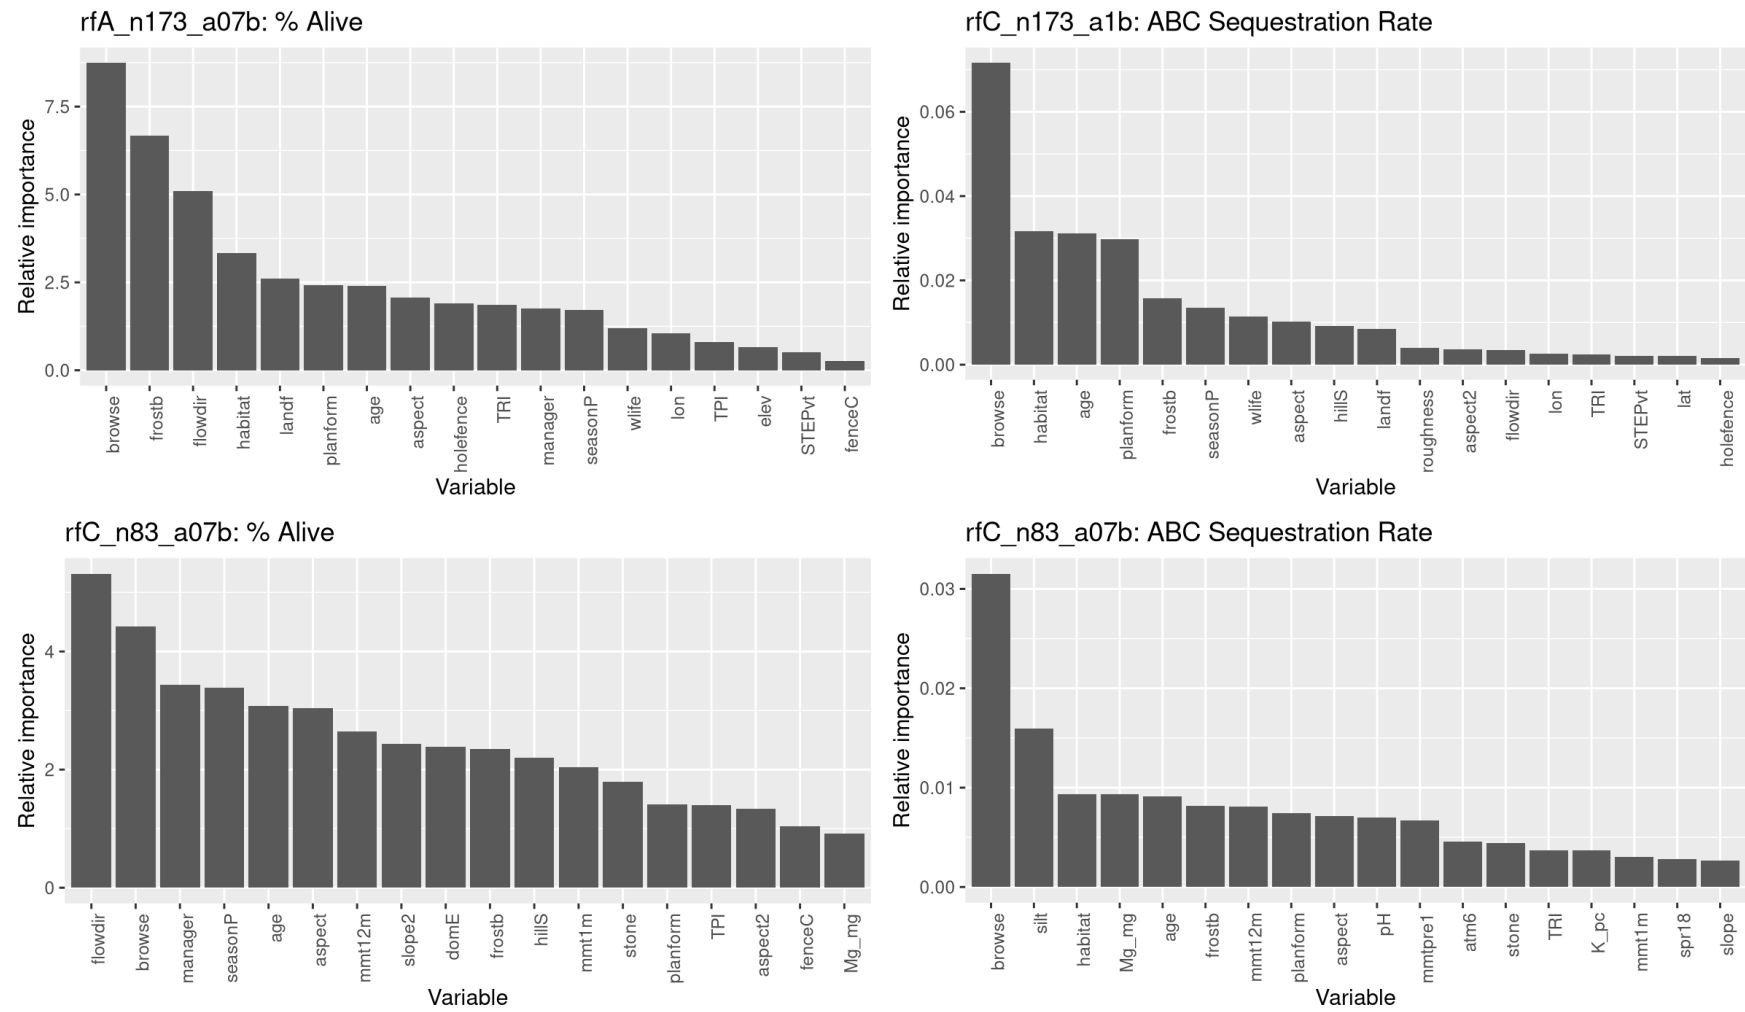 rfA_n173_a07b: % Alive
Relative importance
7.5
5.0
2.5
0.0
browse frostb flowdir habitat landf planform age aspect holefence TRI manager seasonP wlife lon TPI elev STEPvt fenceC
Variable
rfC_n173_a1b: ABC Sequestration Rate
Relative importance
0.06
0.04
0.02
0.00
browse habitat age planform frostb seasonP wlife aspect hillS landf roughness aspect2 flowdir lon TRI STEPvt lat holefence
Variable
rfC_n83_a07b: % Alive
Relative importance
4
2
0
flowdir browse manager seasonP age aspect mmt12m slope2 domE frostb hillS mmt1m stone planform TPI aspect2 fenceC Mg_mg
Variable
rfC_n83_a07b: ABC Sequestration Rate
Relative importance
0.03
0.02
0.01
0.00
browse silt habitat Mg_mg age frostb mmt12m planform aspect pH mmtpre1 atm6 stone TRI K_pc mmt1m spr18 slope
Variable